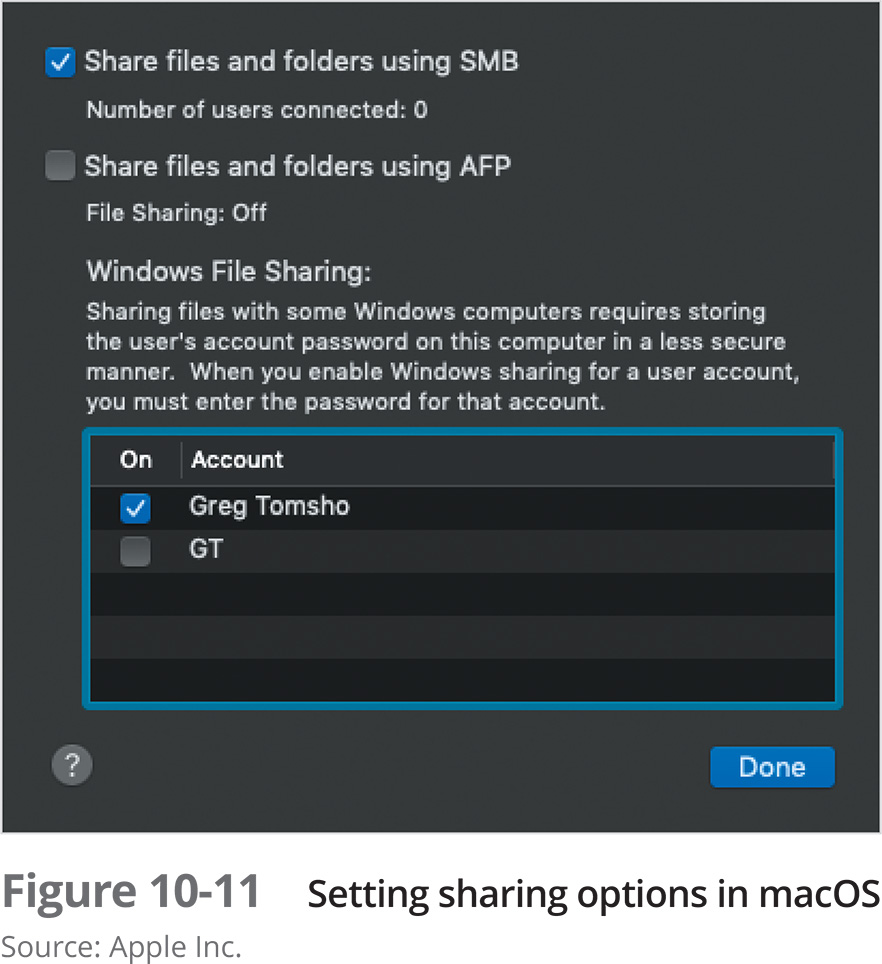 Share files and folders using SMB
Number of users connected: 0
Share files and folders using AFP
File Sharing: Off
Windows File Sharing:
Sharing files with some Windows computers requires storing
the user's account password on this computer in a less secure
manner.  When you enable Windows sharing for a user account,
you must enter the password for that account.
On Account
Greg Tomsho
GT
?
Done
Figure 10-11 Setting sharing options in macOS
Source: Apple Inc.